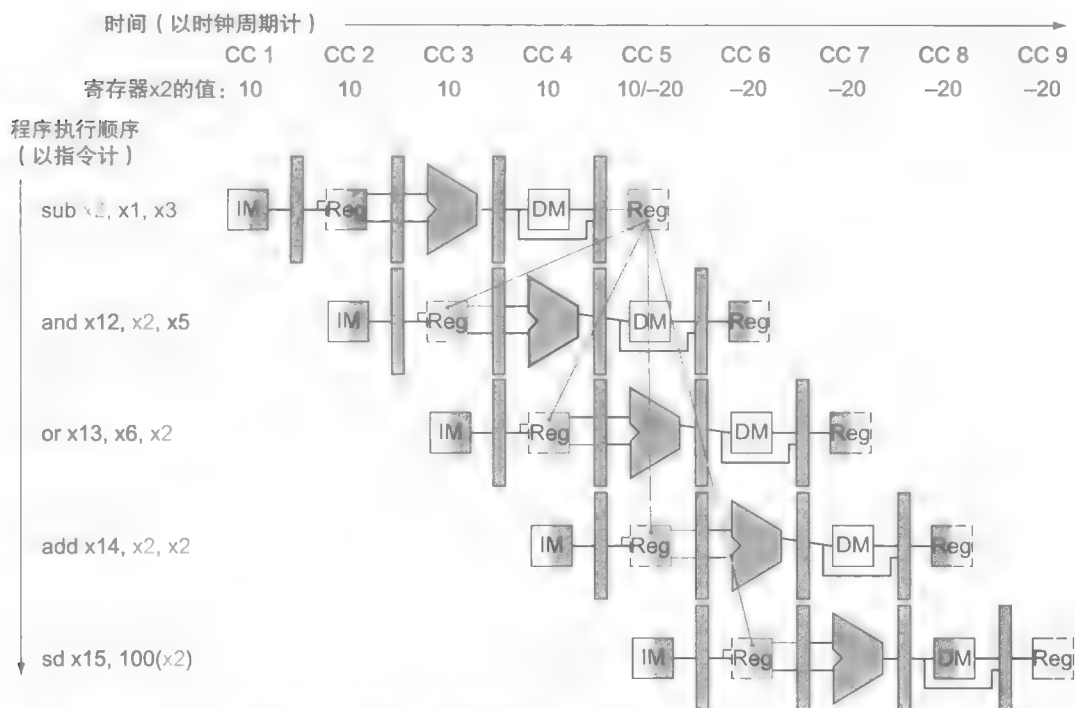 时间（以时钟周期计）
CC 1 CC 2 CC 3 CC 4 CC 5 CC 6 CC 7 CC 8 CC 9
寄存器x2的值： 10 10 10 10 10/–20 –20 –20 –20 –20
程序执行顺序
（以指令计）
sub x2, x1, x3 IM Reg DM Reg
and x12, x2, x5 IM Reg DM Reg
or x13, x6, x2 IM Reg DM Reg
add x14, x2, x2 IM Reg DM Reg
sd x15, 100(x2) IM Reg DM Reg